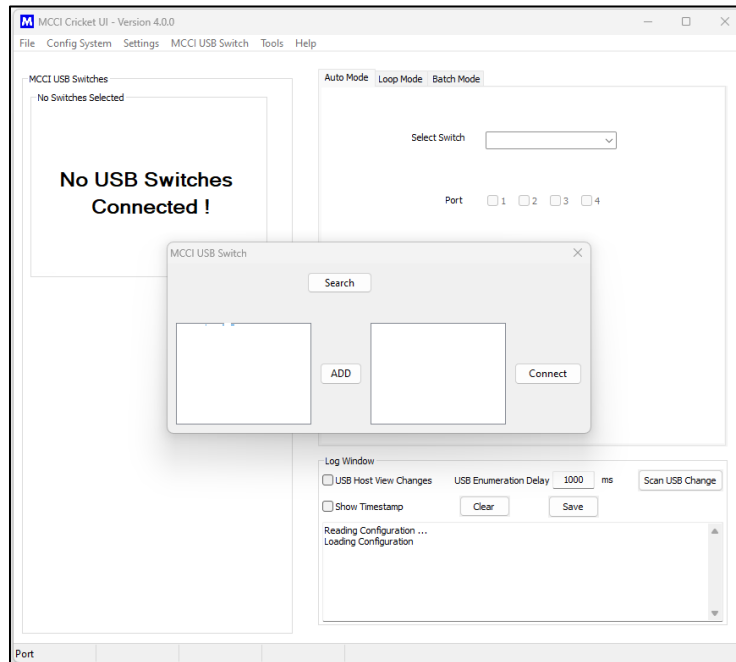 M MCCI Cricket UI - Version 4.0.0
File Config System Settings MCCI USB Switch Tools Help
MCCI USB Switches
No Switches Selected
No USB Switches
Connected !
Auto Mode Loop Mode Batch Mode
Select Switch
Port 1 2 3 4
MCCI USB Switch
Search
ADD
Connect
Log Window
USB Host View Changes USB Enumeration Delay 1000 ms Scan USB Change
Show Timestamp Clear Save
Reading Configuration ...
Loading Configuration
Port